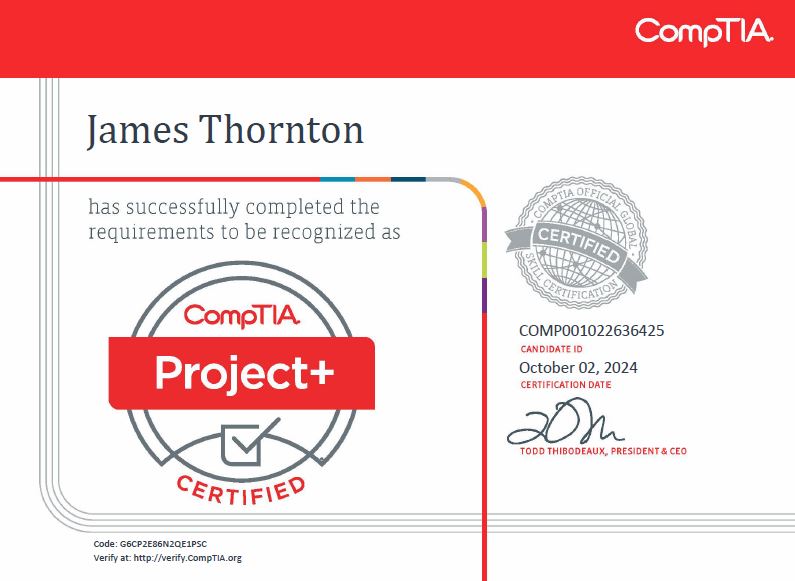 CompTIA.
James Thornton
has successfully completed the
requirements to be recognized as
CompTIA.
Project+
CERTIFIED
COMPTIA OFFICIAL GLOBAL
CERTIFIED
SKILL CERTIFICATION
COMP001022636425
CANDIDATE ID
October 02, 2024
CERTIFICATION DATE
TODD THIBODEAUX, PRESIDENT & CEO
Code: G6CP2E86N2QE1PSC
Verify at: http://verify.CompTIA.org